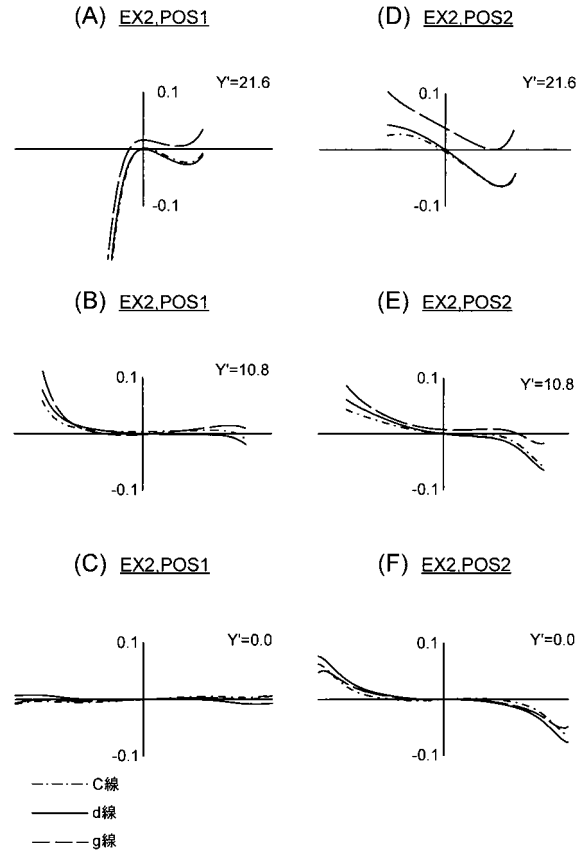 (A) EX2,POS1
Y'=21.6
0.1
-0.1
(B) EX2,POS1
Y'=10.8
0.1
-0.1
(C) EX2,POS1
Y'=0.0
0.1
-0.1
(D) EX2,POS2
Y'=21.6
0.1
-0.1
(E) EX2,POS2
Y'=10.8
0.1
-0.1
(F) EX2,POS2
Y'=0.0
0.1
-0.1
C線
d線
g線